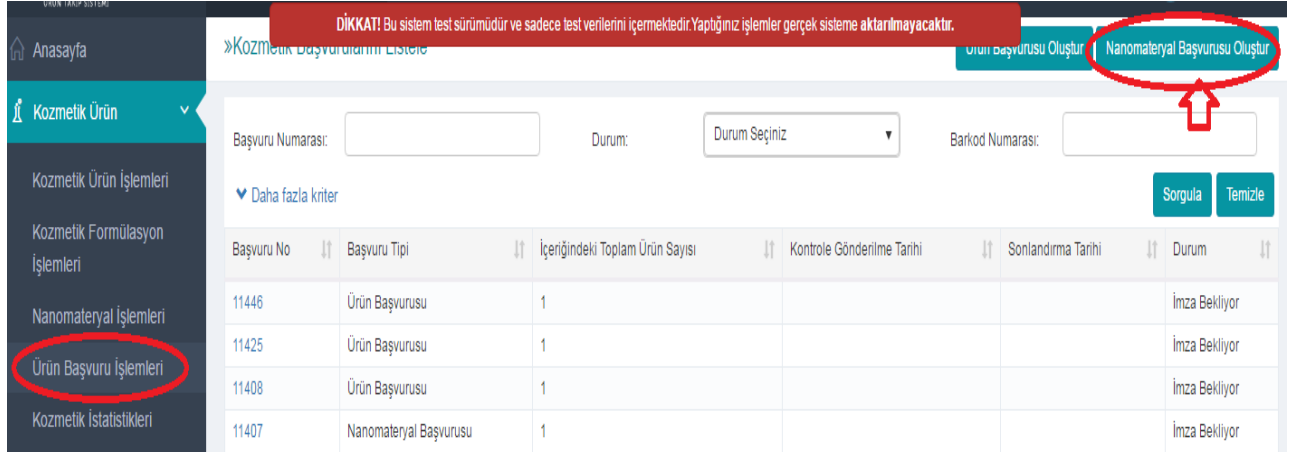 ÜRÜN TAKİP SİSTEMİ
DİKKAT! Bu sistem test sürümüdür ve sadece test verilerini içermektedir.Yaptığınız işlemler gerçek sisteme aktarılmayacaktır.
Anasayfa
»Kozmetik Başvurularını Listele
Ürün Başvurusu Oluştur
Nanomateryal Başvurusu Oluştur
Kozmetik Ürün
Başvuru Numarası:
Durum:
Durum Seçiniz
Barkod Numarası:
Kozmetik Ürün İşlemleri
Daha fazla kriter
Sorgula
Temizle
Kozmetik Formülasyon
İşlemleri
Nanomateryal İşlemleri
Ürün Başvuru İşlemleri
Kozmetik İstatistikleri
Başvuru No Başvuru Tipi İçeriğindeki Toplam Ürün Sayısı Kontrole Gönderilme Tarihi Sonlandırma Tarihi Durum
11446 Ürün Başvurusu 1 İmza Bekliyor
11425 Ürün Başvurusu 1 İmza Bekliyor
11408 Ürün Başvurusu 1 İmza Bekliyor
11407 Nanomateryal Başvurusu 1 İmza Bekliyor